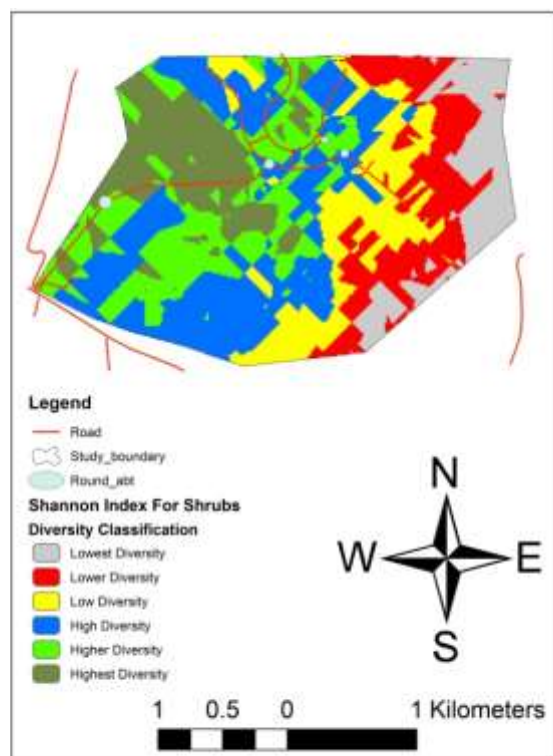 Legend
Road
Study_boundary
Round_abt
Shannon Index For Shrubs
Diversity Classification
Lowest Diversity
Lower Diversity
Low Diversity
High Diversity
Higher Diversity
Highest Diversity
N
W E
S
1 0.5 0 1 Kilometers